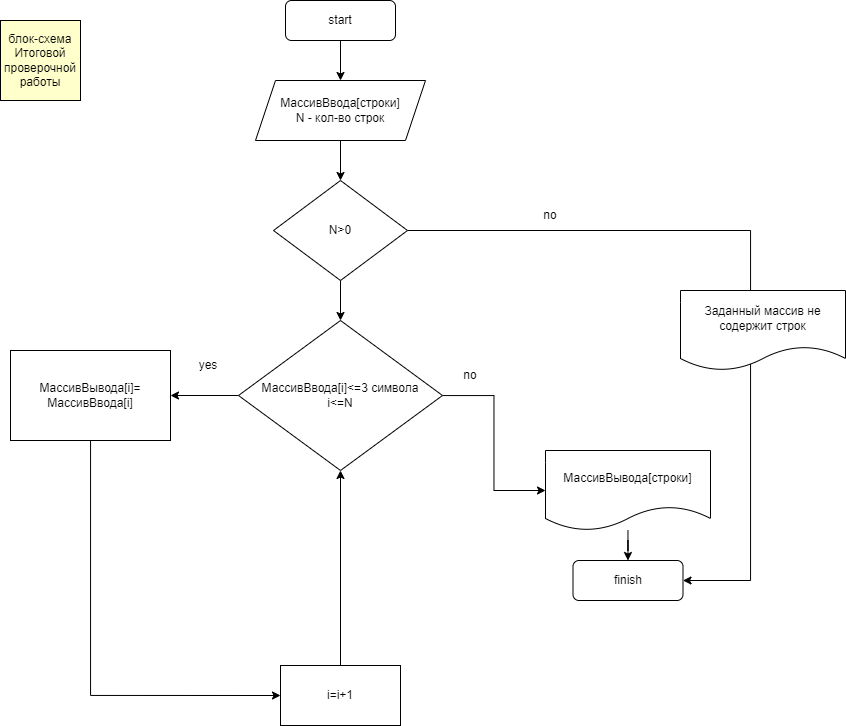 блок-схема
Итоговой
проверочной
работы
start
МассивВвода[строки]
N - кол-во строк
N>0
no
Заданный массив не
содержит строк
yes
МассивВвода[i]<=3 символа
i<=N
no
МассивВывода[i]=
МассивВвода[i]
МассивВывода[строки]
finish
i=i+1